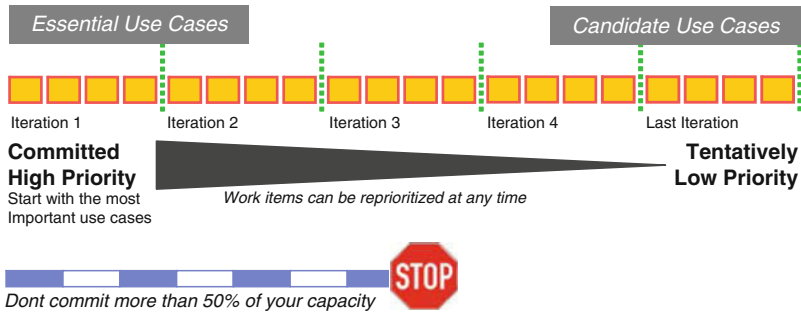 Essential Use Cases
Candidate Use Cases
Iteration 1
Iteration 2
Iteration 3
Iteration 4
Last Iteration
Committed
High Priority
Start with the most
Important use cases
Work items can be reprioritized at any time
Tentatively
Low Priority
STOP
Dont commit more than 50% of your capacity